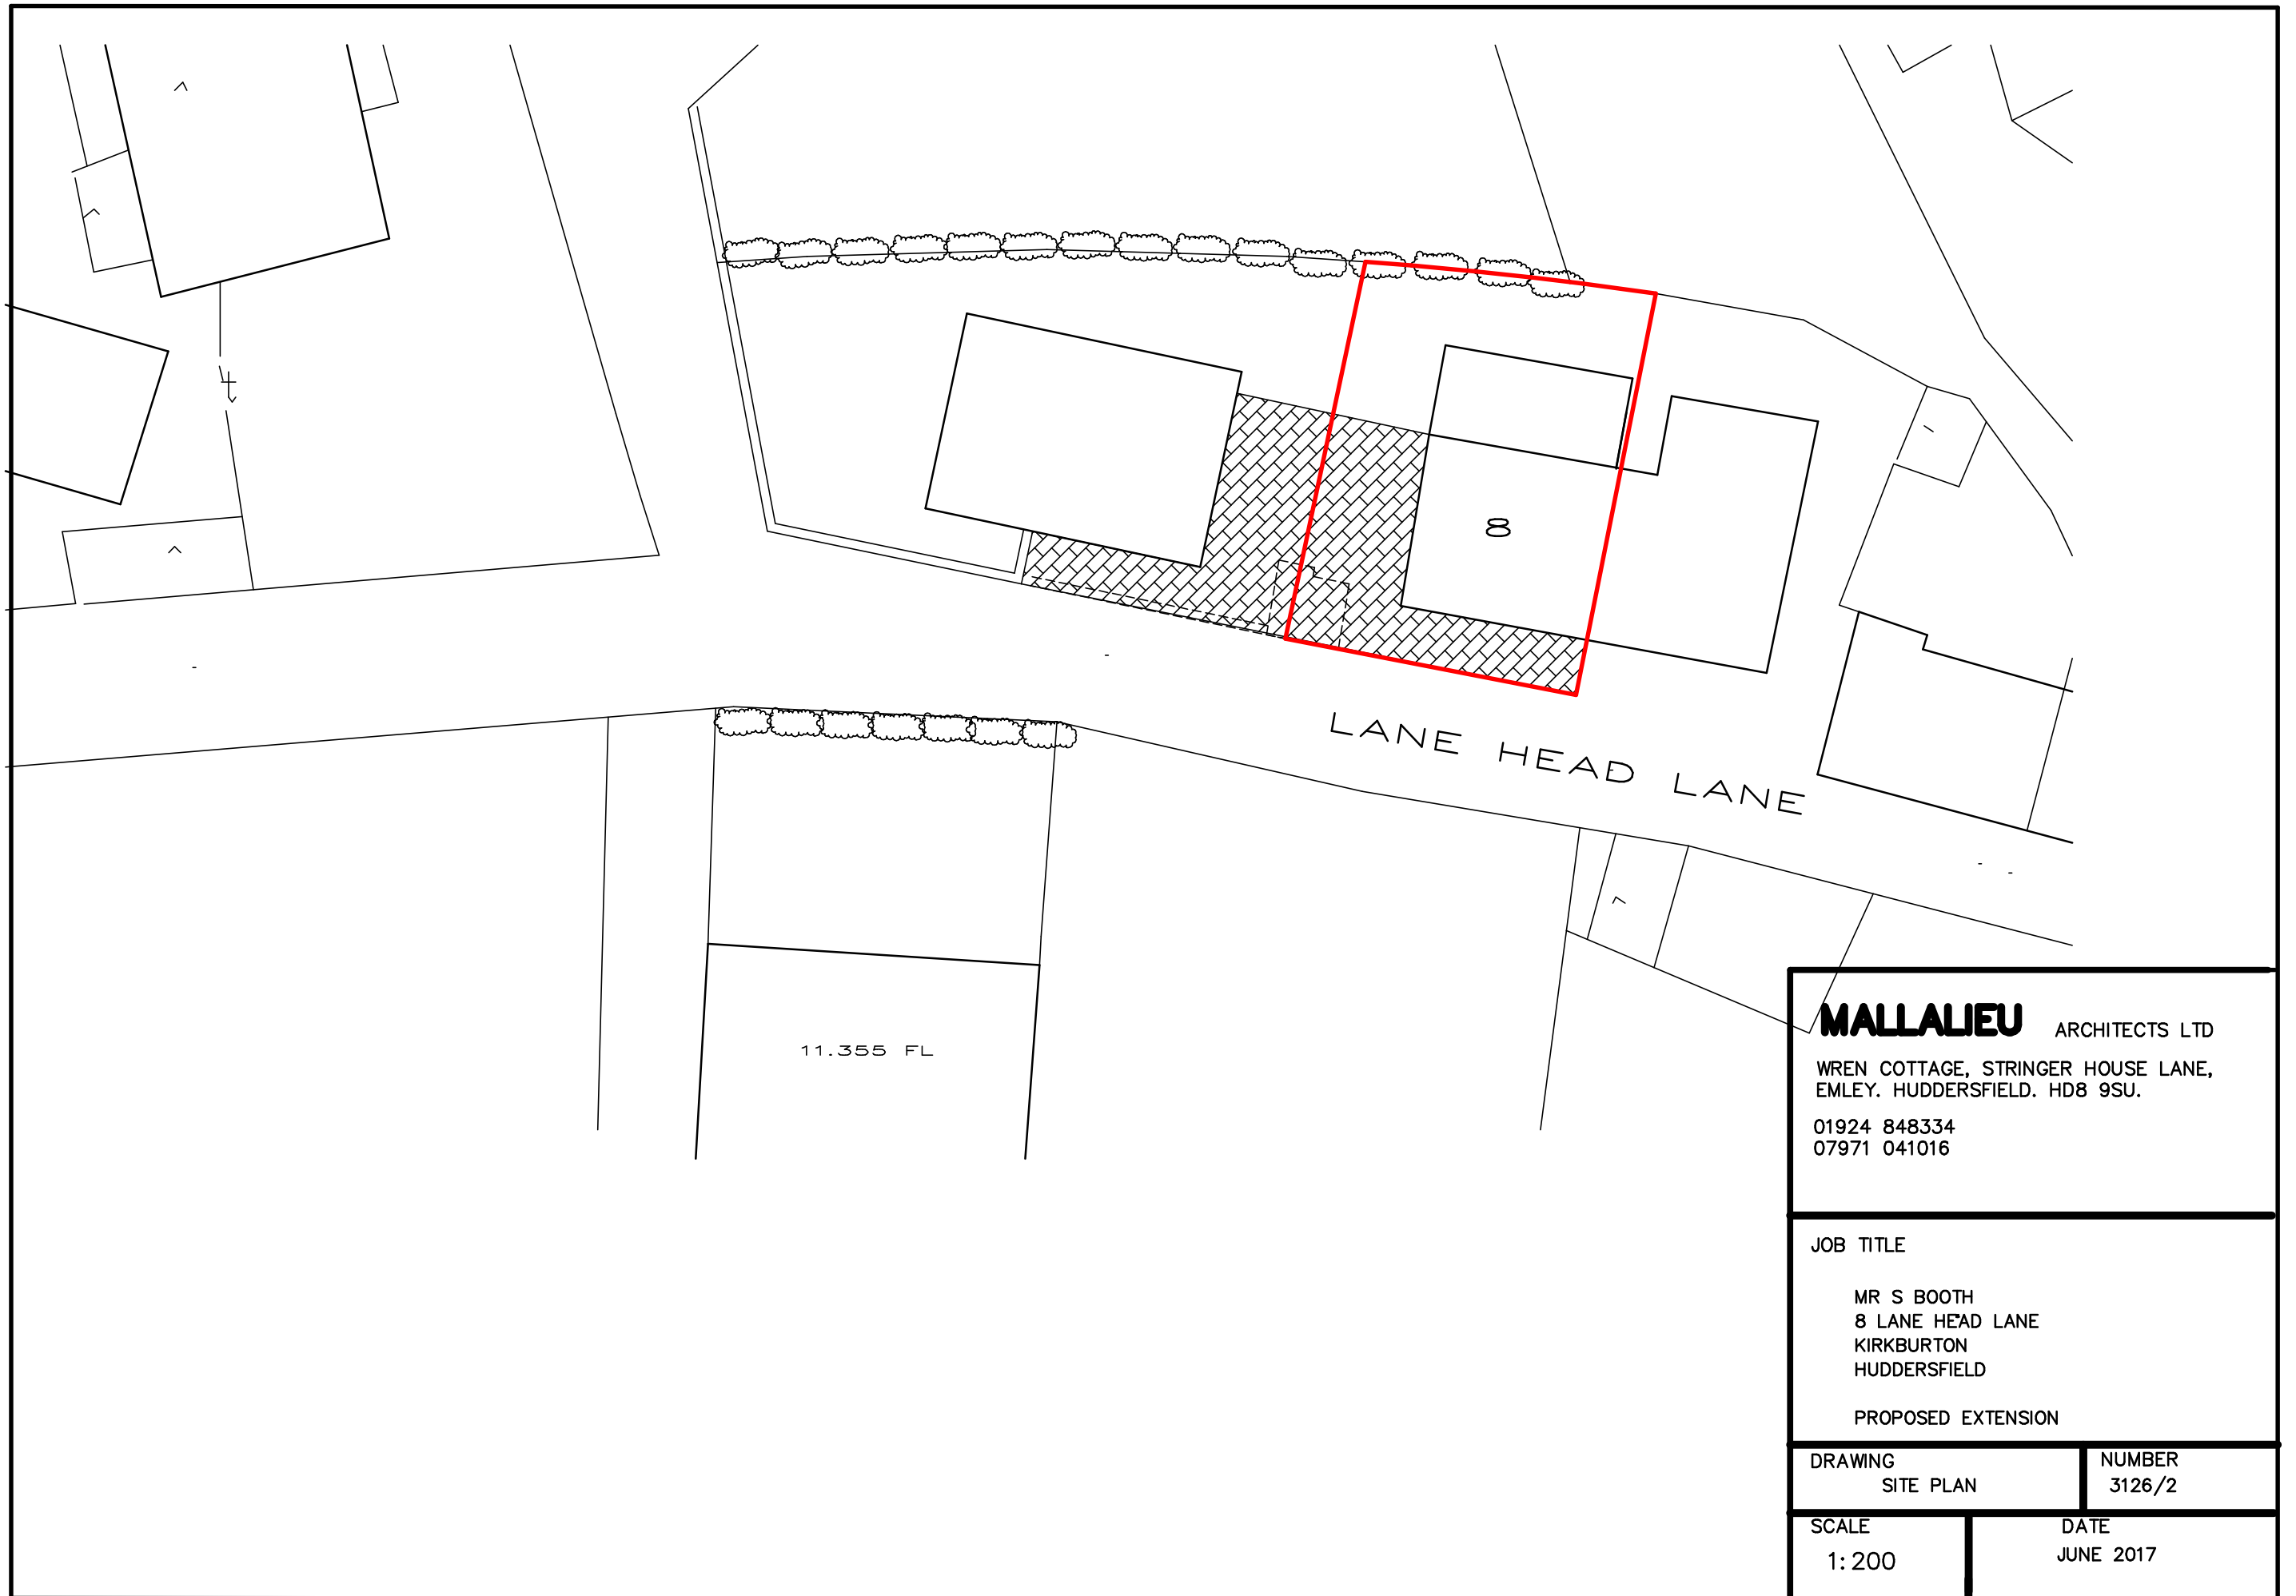 8
LANE HEAD LANE
11.355 FL
MALLALIEU ARCHITECTS LTD
WREN COTTAGE, STRINGER HOUSE LANE,
EMLEY. HUDDERSFIELD. HD8 9SU.
01924 848334
07971 041016
JOB TITLE
MR S BOOTH
8 LANE HEAD LANE
KIRKBURTON
HUDDERSFIELD
PROPOSED EXTENSION
DRAWING
SITE PLAN
NUMBER
3126/2
SCALE
1:200
DATE
JUNE 2017